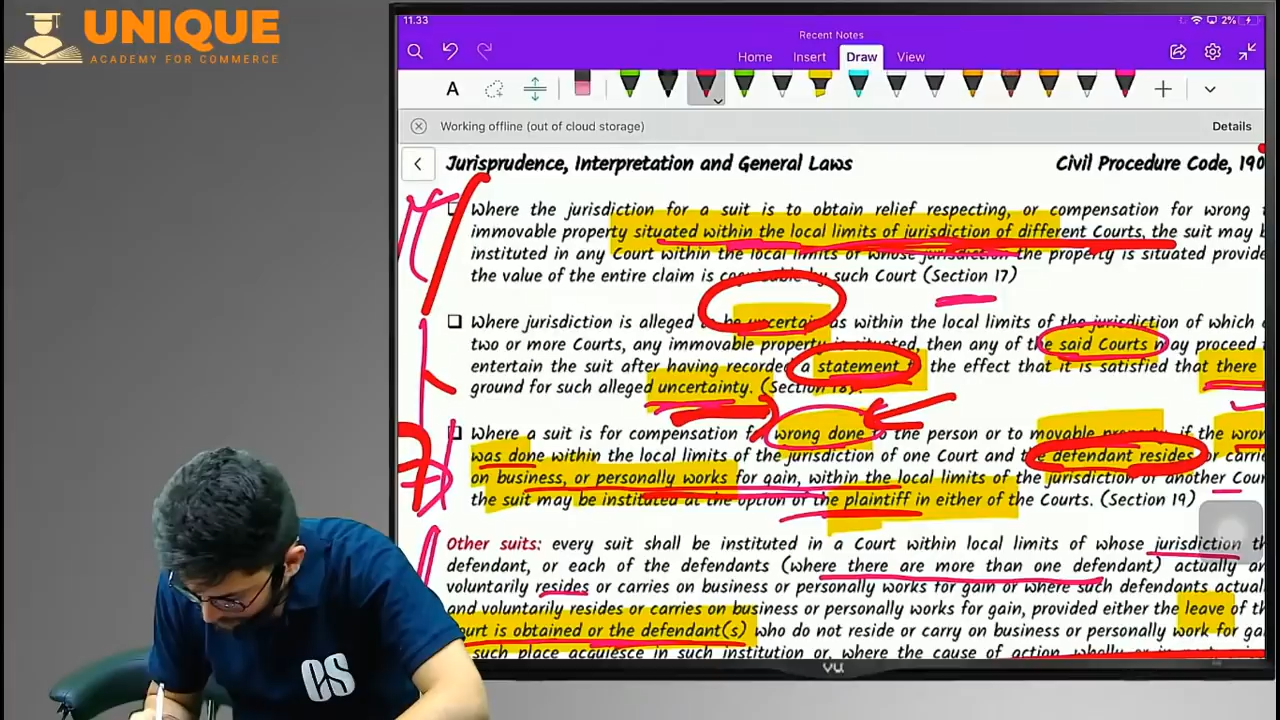 UNIQUE
ACADEMY FOR COMMERCE
11.33
2%
Recent Notes
Home Insert Draw View
A
Working offline (out of cloud storage)
Details
Jurisprudence, Interpretation and General Laws
Civil Procedure Code, 190
Where the jurisdiction for a suit is to obtain relief respecting, or compensation for wrong t
immovable property situated within the local limits of jurisdiction of different Courts, the suit may b
instituted in any Court within the local limits of whose jurisdiction the property is situated provide
the value of the entire claim is cognizable by such Court (Section 17)
Where jurisdiction is alleged to be uncertain as within the local limits of the jurisdiction of which
two or more Courts, any immovable property is situated, then any of the said Courts may proceed
entertain the suit after having recorded a statement to the effect that it is satisfied that there
ground for such alleged uncertainty. (Section 18).
Where a suit is for compensation for wrong done to the person or to movable property, if the wron
was done within the local limits of the jurisdiction of one Court and the defendant resides or carri
on business, or personally works for gain, within the local limits of the jurisdiction of another Cour
the suit may be instituted at the option of the plaintiff in either of the Courts. (Section 19)
Other suits: every suit shall be instituted in a Court within local limits of whose jurisdiction th
defendant, or each of the defendants (where there are more than one defendant) actually an
voluntarily resides or carries on business or personally works for gain or where such defendants actual
and voluntarily resides or carries on business or personally works for gain, provided either the leave of th
ourt is obtained or the defendant(s) who do not reside or carry on business or personally work for gai
such place acquiesce in such institution or, where the cause of action, wholly or in part
CS
vu